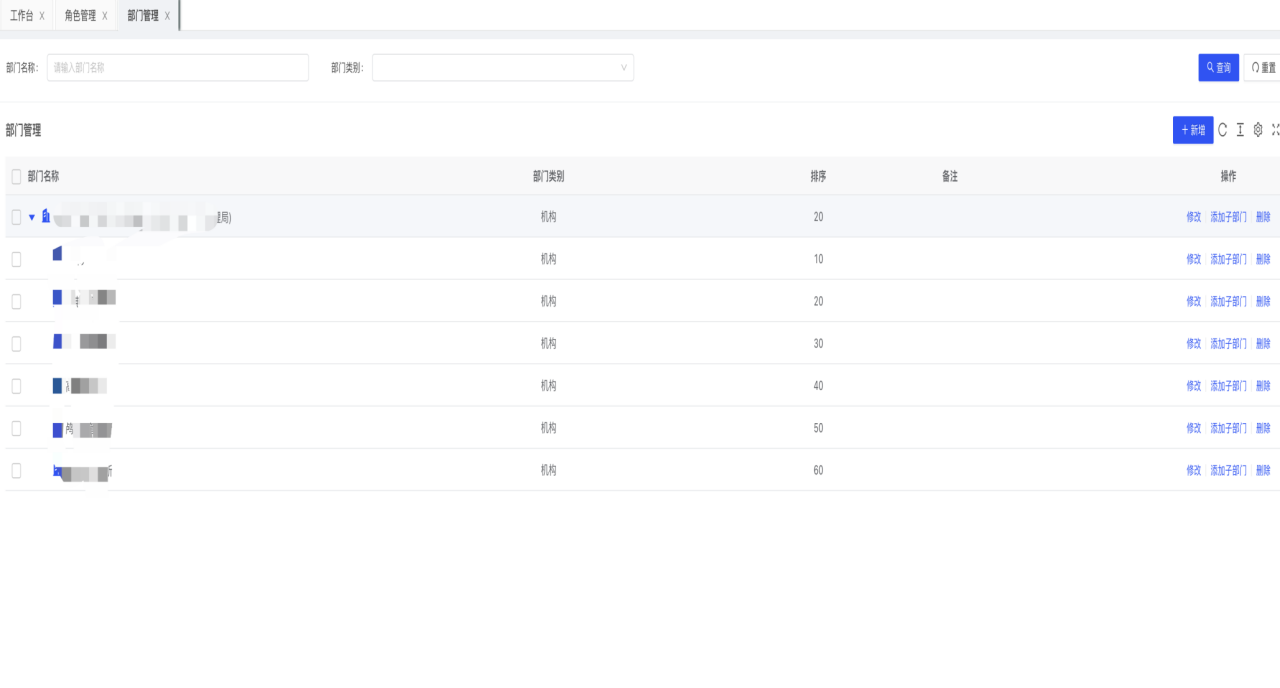 工作台 × 角色管理 × 部门管理 ×
部门名称: 请输入部门名称 部门类别: 查询 重置
部门管理 + 新增
部门名称 部门类别 排序 备注 操作
局) 机构 20 修改 添加子部门 删除
机构 10 修改 添加子部门 删除
机构 20 修改 添加子部门 删除
机构 30 修改 添加子部门 删除
机构 40 修改 添加子部门 删除
机构 50 修改 添加子部门 删除
机构 60 修改 添加子部门 删除